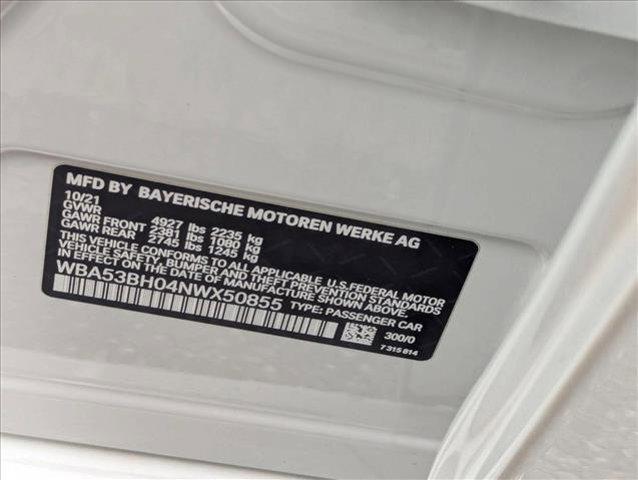 MFD BY BAYERISCHE MOTOREN WERKE AG
10/21
GVWR 4927 lbs 2235 kg
GAWR FRONT 2381 lbs 1080 kg
GAWR REAR 2745 lbs 1245 kg
THIS VEHICLE CONFORMS TO ALL APPLICABLE U.S.FEDERAL MOTOR
VEHICLE SAFETY, BUMPER AND THEFT PREVENTION STANDARDS
IN EFFECT ON THE DATE OF MANUFACTURE SHOWN ABOVE.
WBA53BH04NWX50855 TYPE: PASSENGER CAR
300/0
7 315 814